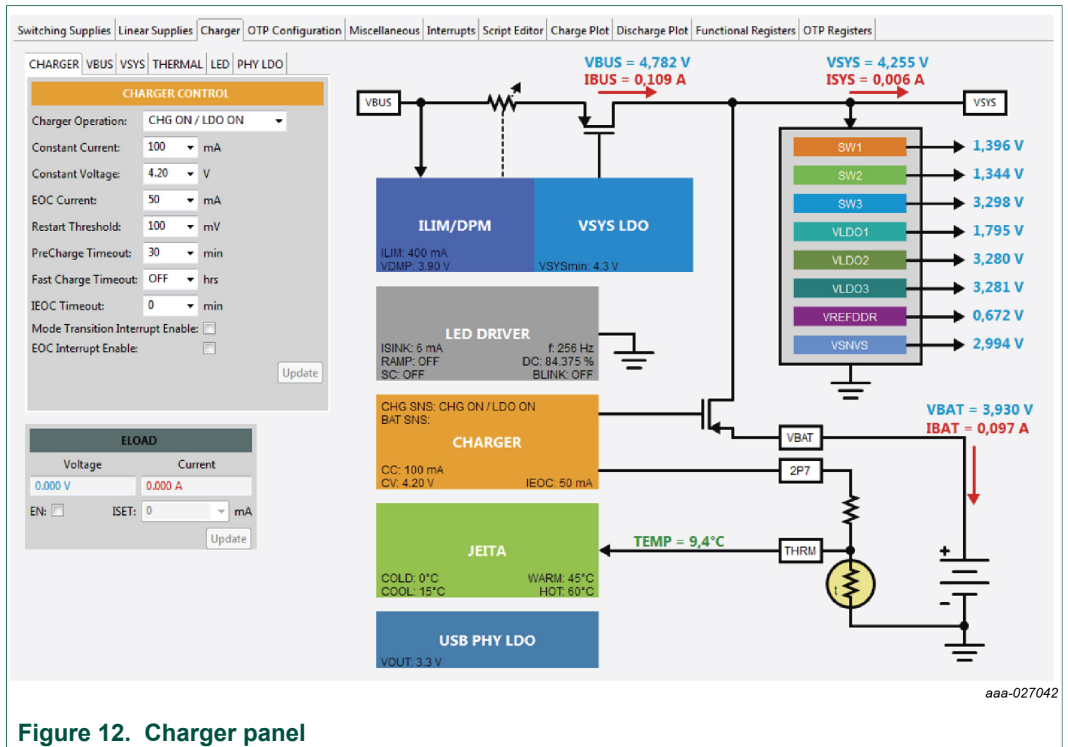 Switching Supplies Linear Supplies Charger OTP Configuration Miscellaneous Interrupts Script Editor Charge Plot Discharge Plot Functional Registers OTP Registers
CHARGER VBUS VSYS THERMAL LED PHY LDO
CHARGER CONTROL
Charger Operation: CHG ON / LDO ON
Constant Current: 100 mA
Constant Voltage: 4.20 V
EOC Current: 50 mA
Restart Threshold: 100 mV
PreCharge Timeout: 30 min
Fast Charge Timeout: OFF hrs
IEOC Timeout: 0 min
Mode Transition Interrupt Enable:
EOC Interrupt Enable:
Update
ELOAD
Voltage Current
0.000 V 0.000 A
EN: ISET: 0 mA
Update
VBUS = 4,782 V
IBUS = 0,109 A
VSYS = 4,255 V
ISYS = 0,006 A
VBUS
VSYS
SW1 1,396 V
SW2 1,344 V
SW3 3,298 V
VLDO1 1,795 V
VLDO2 3,280 V
VLDO3 3,281 V
VREFDDR 0,672 V
VSNVS 2,994 V
ILIM/DPM
ILIM: 400 mA
VDMP: 3.90 V
VSYS LDO
VSYSmin: 4.3 V
LED DRIVER
ISINK: 6 mA f: 256 Hz
RAMP: OFF DC: 84.375 %
SC: OFF BLINK: OFF
CHG SNS: CHG ON / LDO ON
BAT SNS:
CHARGER
CC: 100 mA
CV: 4.20 V IEOC: 50 mA
VBAT = 3,930 V
IBAT = 0,097 A
VBAT
2P7
JEITA
COLD: 0°C WARM: 45°C
COOL: 15°C HOT: 60°C
TEMP = 9,4°C
THRM
t
+
-
USB PHY LDO
VOUT: 3.3 V
aaa-027042
Figure 12. Charger panel